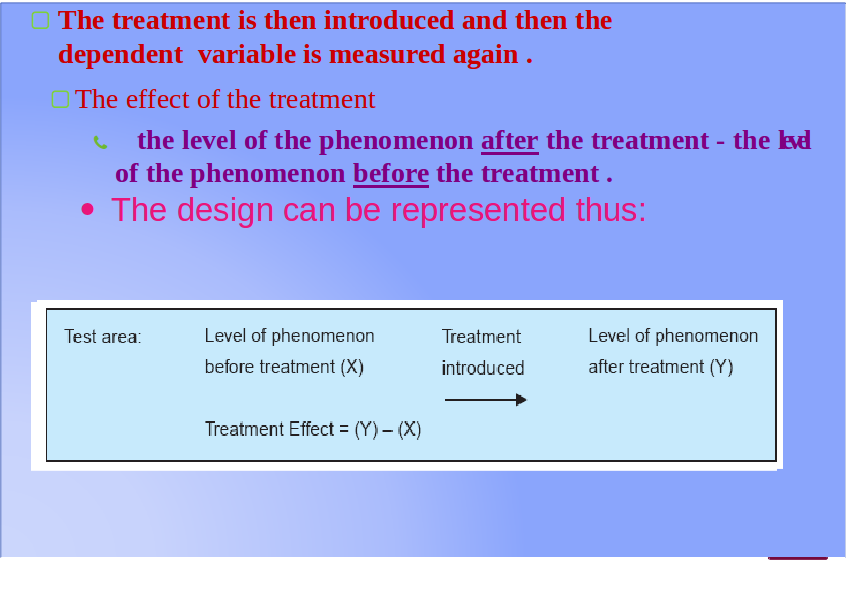 The treatment is then introduced and then the
dependent variable is measured again .
The effect of the treatment
the level of the phenomenon after the treatment - the level
of the phenomenon before the treatment .
The design can be represented thus:
Test area: Level of phenomenon Treatment Level of phenomenon
before treatment (X) introduced after treatment (Y)
Treatment Effect = (Y) – (X)